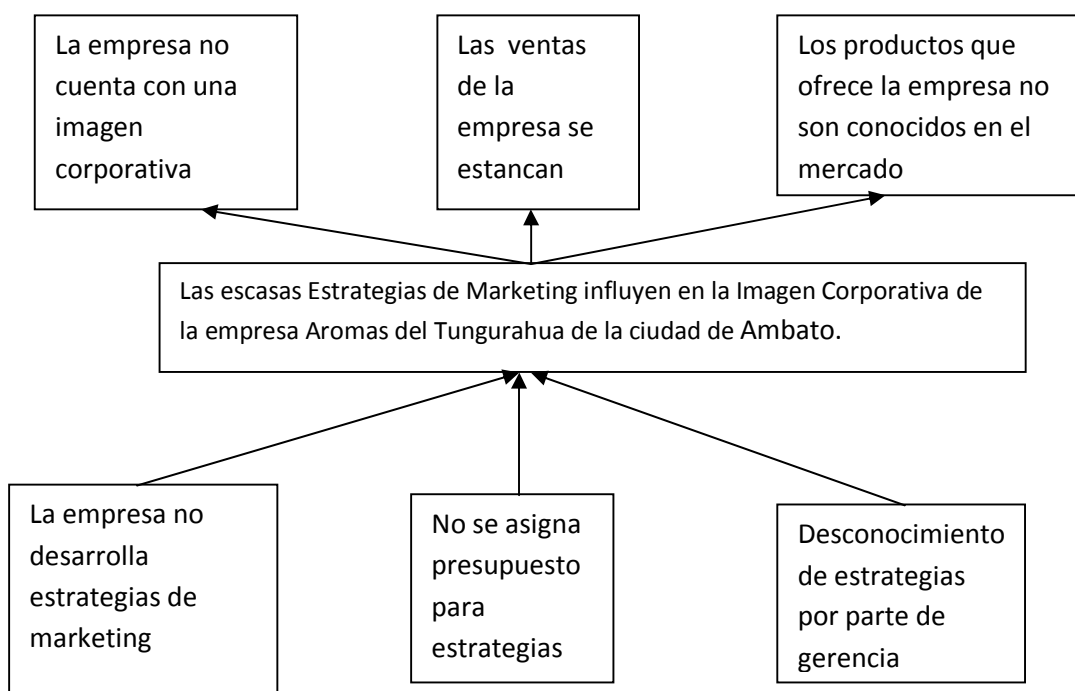 La empresa no
cuenta con una
imagen
corporativa
Las ventas
de la
empresa se
estancan
Los productos que
ofrece la empresa no
son conocidos en el
mercado
Las escasas Estrategias de Marketing influyen en la Imagen Corporativa de
la empresa Aromas del Tungurahua de la ciudad de Ambato.
La empresa no
desarrolla
estrategias de
marketing
No se asigna
presupuesto
para
estrategias
Desconocimiento
de estrategias
por parte de
gerencia